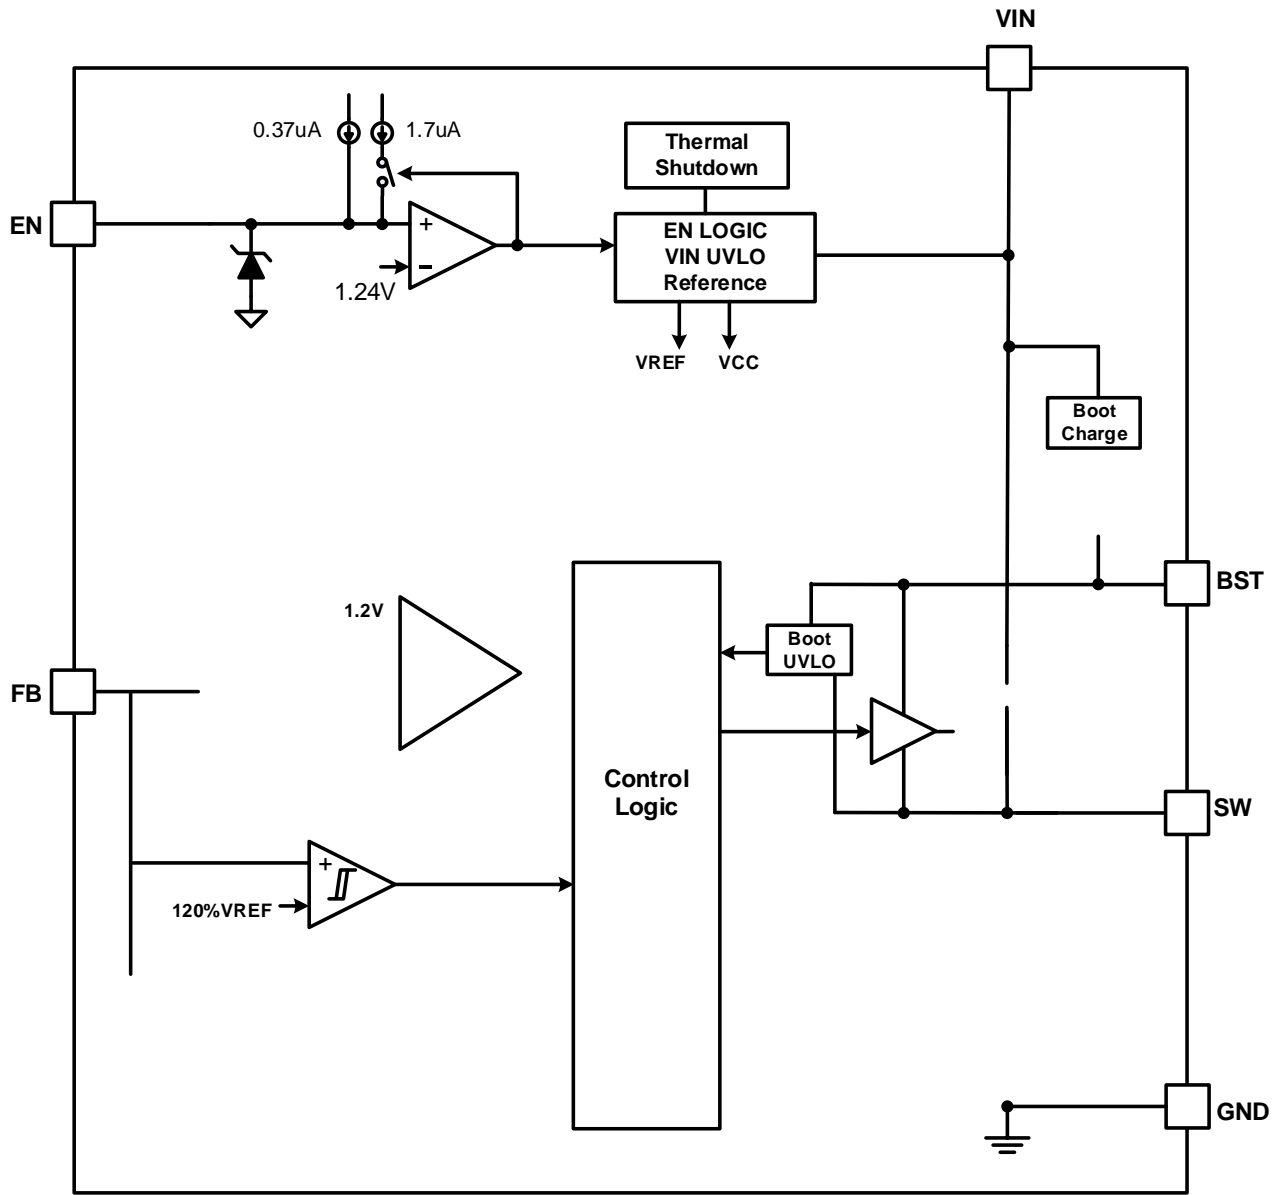 VIN
0.37uA
1.7uA
Thermal
Shutdown
EN
+
EN LOGIC
VIN UVLO
Reference
−
1.24V
VREF
VCC
Boot
Charge
BST
1.2V
Boot
UVLO
FB
Control
Logic
SW
+
120%VREF
GND